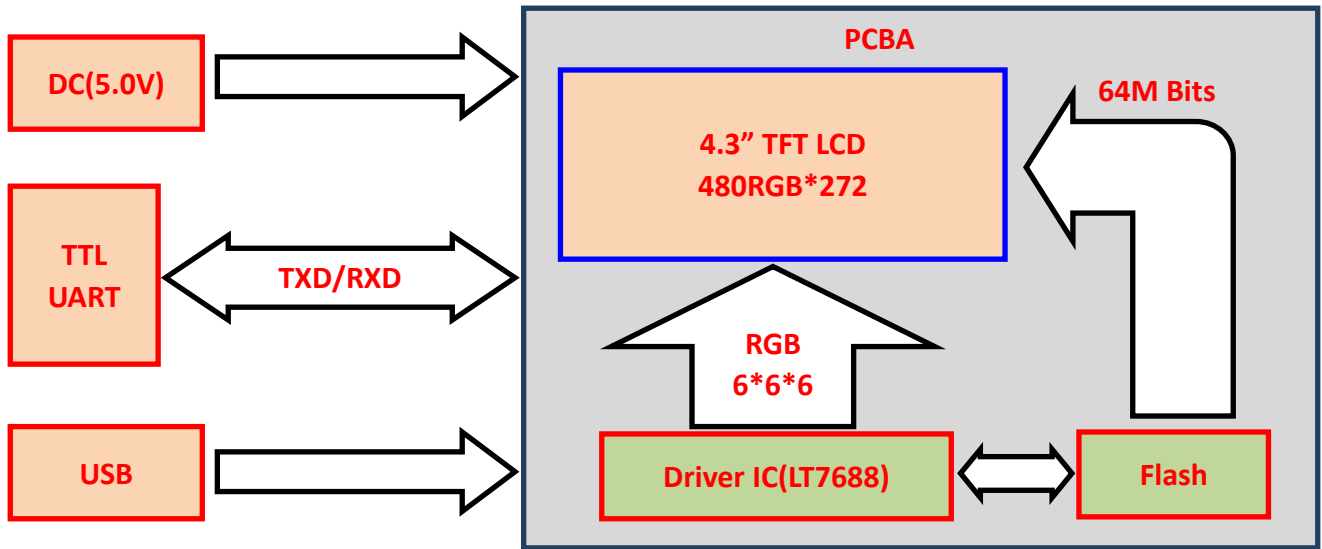 PCBA
DC(5.0V)
64M Bits
4.3” TFT LCD
480RGB*272
TTL
UART
TXD/RXD
RGB
6*6*6
USB
Driver IC(LT7688)
Flash